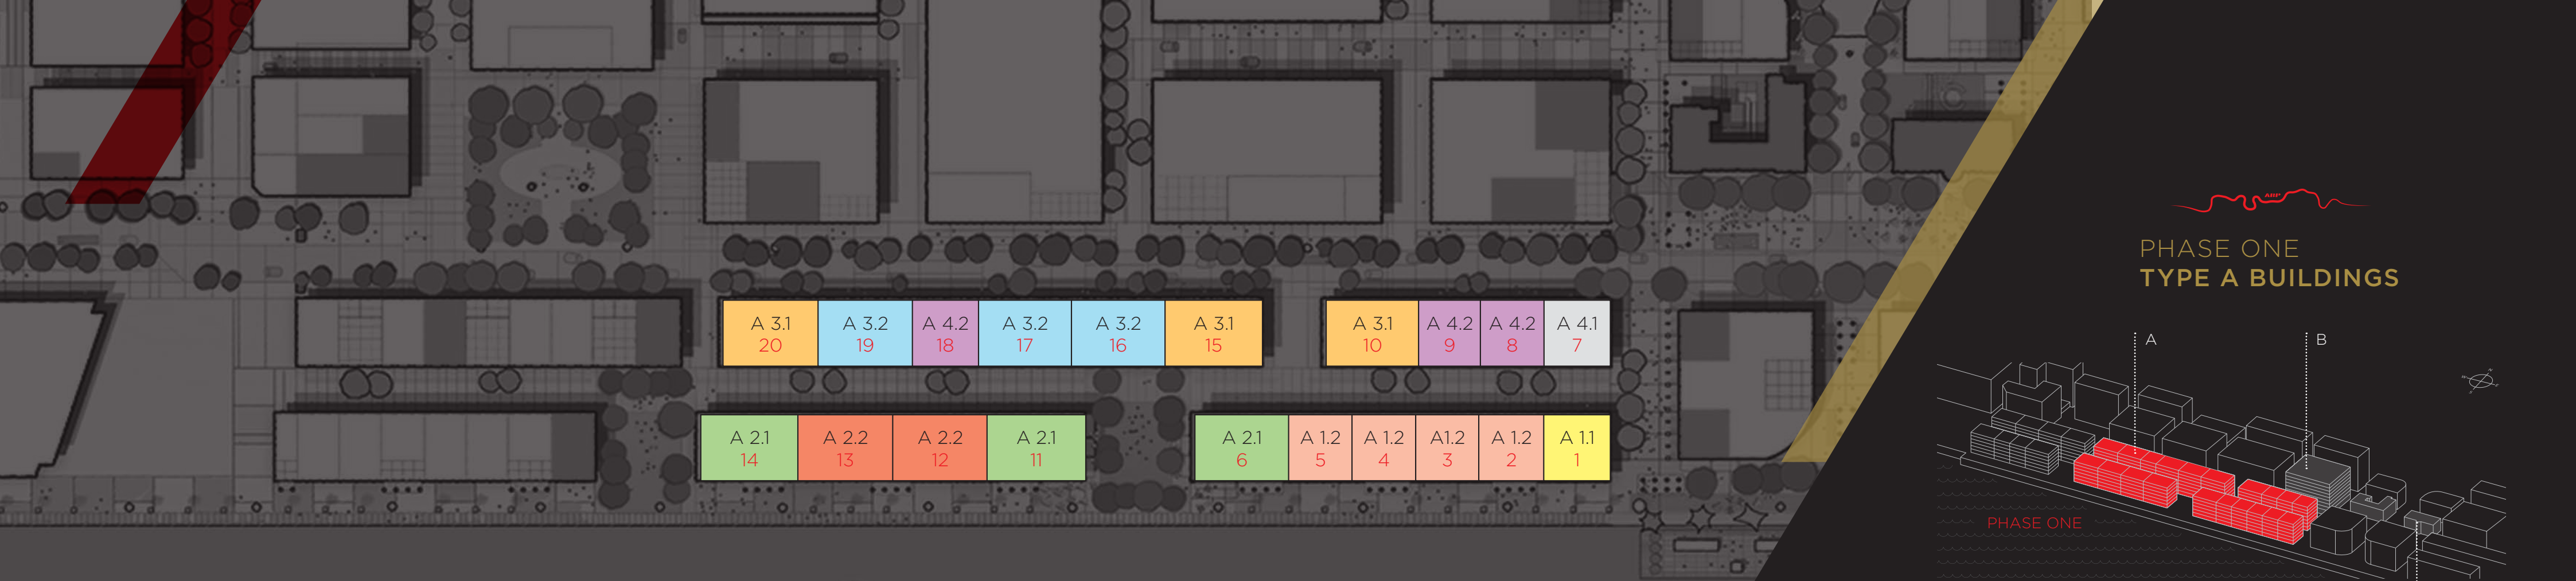 A 3.1
20
A 3.2
19
A 4.2
18
A 3.2
17
A 3.2
16
A 3.1
15
A 3.1
10
A 4.2
9
A 4.2
8
A 4.1
7
A 2.1
14
A 2.2
13
A 2.2
12
A 2.1
11
A 2.1
6
A 1.2
5
A 1.2
4
A1.2
3
A 1.2
2
A 1.1
1
PHASE ONE
TYPE A BUILDINGS
A
B
PHASE ONE